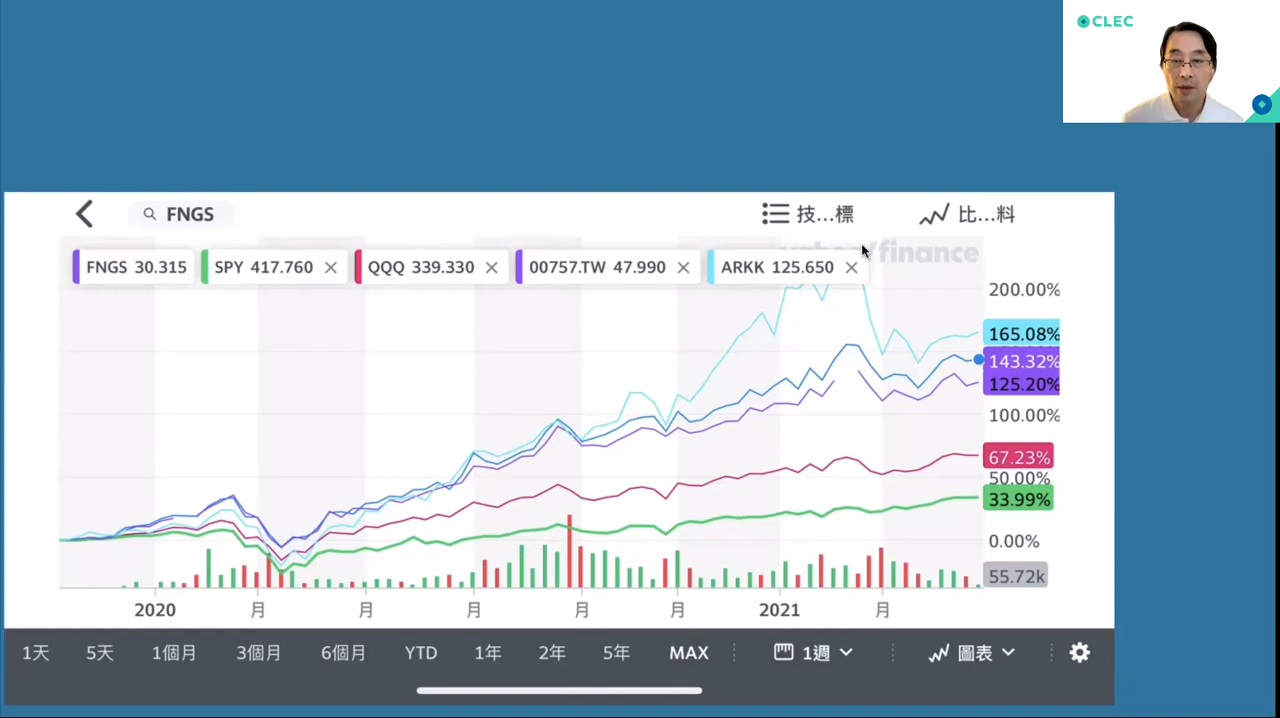 CLEC
FNGS
技...標
比...料
FNGS 30.315
SPY 417.760
QQQ 339.330
00757.TW 47.990
ARKK 125.650
yahoo/finance
200.00%
165.08%
143.32%
125.20%
100.00%
67.23%
50.00%
33.99%
0.00%
55.72k
2020 月 月 月 月 月 2021 月
1天 5天 1個月 3個月 6個月 YTD 1年 2年 5年 MAX 1週 圖表